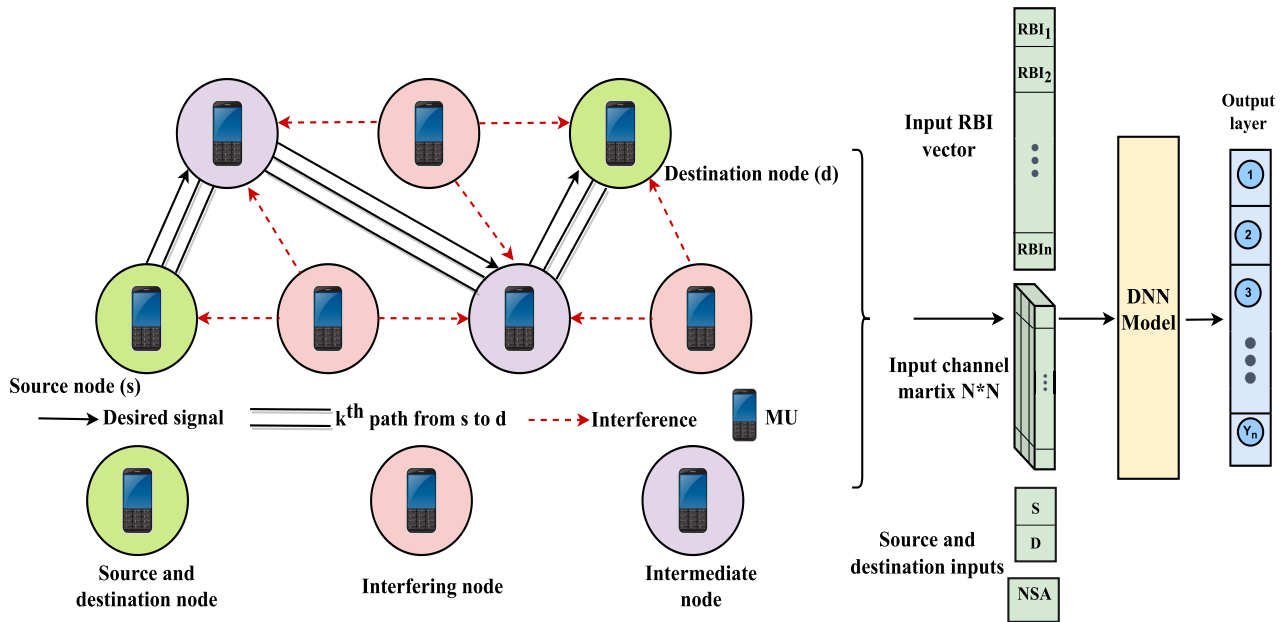 Destination node (d)
Source node (s)
Desired signal
kth path from s to d
Interference
MU
Source and
destination node
Interfering node
Intermediate
node
Input RBI
vector
RBI1
RBI2
RBIn
Input channel
martix N*N
Source and
destination inputs
S
D
NSA
DNN
Model
Output
layer
1
2
3
Yn